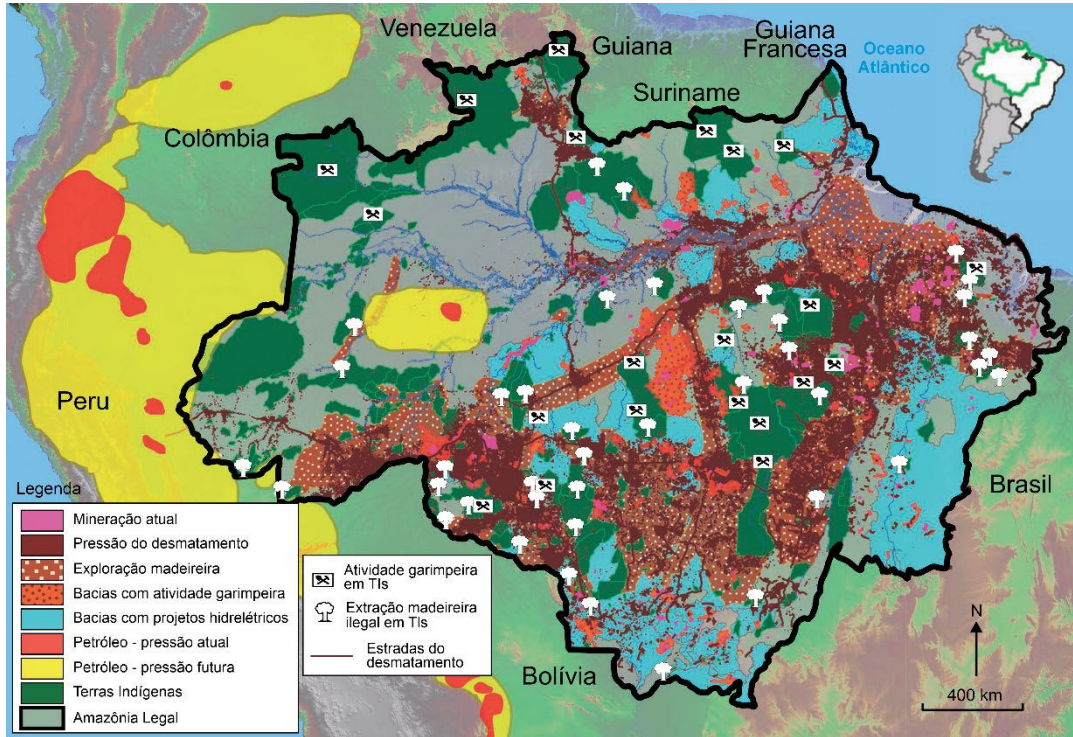 Venezuela
Guiana
Guiana
Francesa
Oceano
Atlântico
Suriname
Colômbia
Peru
Brasil
Bolívia
Legenda
Mineração atual
Pressão do desmatamento
Exploração madeireira
Bacias com atividade garimpeira
Bacias com projetos hidrelétricos
Petróleo - pressão atual
Petróleo - pressão futura
Terras Indígenas
Amazônia Legal
Atividade garimpeira
em TIs
Extração madeireira
ilegal em TIs
Estradas do
desmatamento
N
400 km